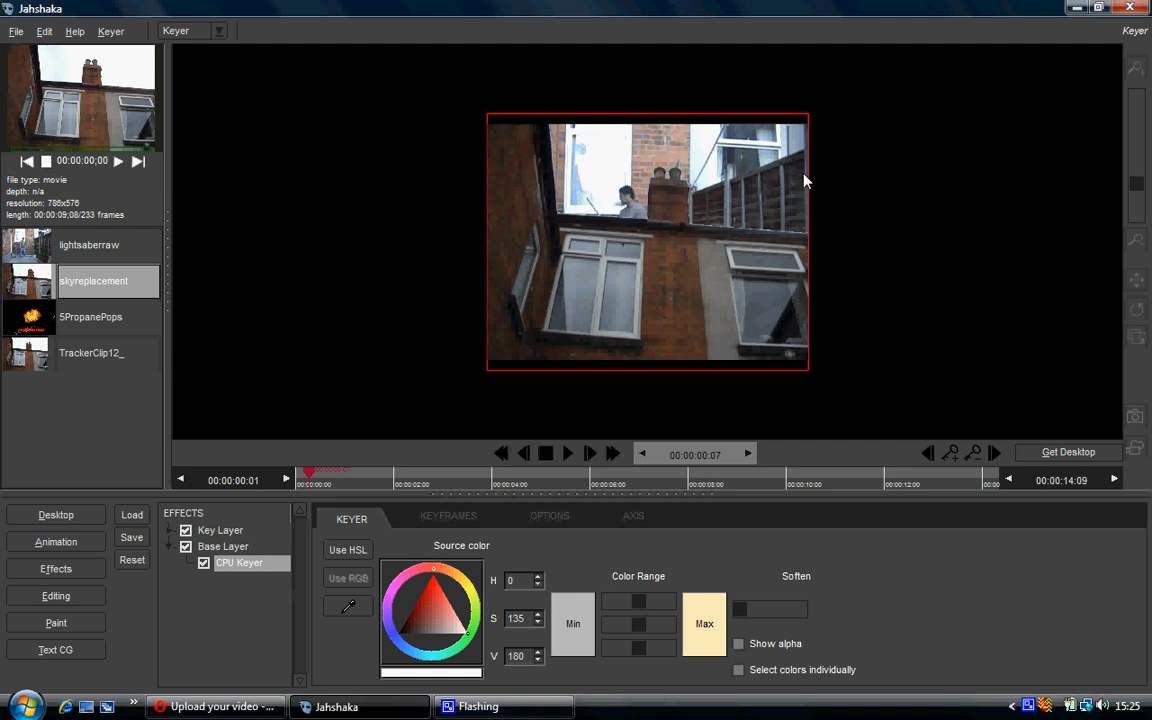 Jahshaka
File Edit Help Keyer Keyer Keyer
00:00:00;00
file type: movie
depth: n/a
resolution: 788x576
length: 00:00:09;08/233 frames
lightsaberraw
skyreplacement
5PropanePops
TrackerClip12_
00:00:00:07
Get Desktop
00:00:00:01
00:00:00:00 00:00:02:00 00:00:04:00 00:00:06:00 00:00:08:00 00:00:10:00 00:00:12:00
00:00:14:09
Desktop Load
Animation Save
Effects Reset
Editing
Paint
Text CG
EFFECTS
Key Layer
Base Layer
CPU Keyer
KEYER KEYFRAMES OPTIONS AXIS
Use HSL
Use RGB
Source color
H 0
S 135
V 180
Min
Color Range
Max
Soften
Show alpha
Select colors individually
Upload your video -... Jahshaka Flashing 15:25